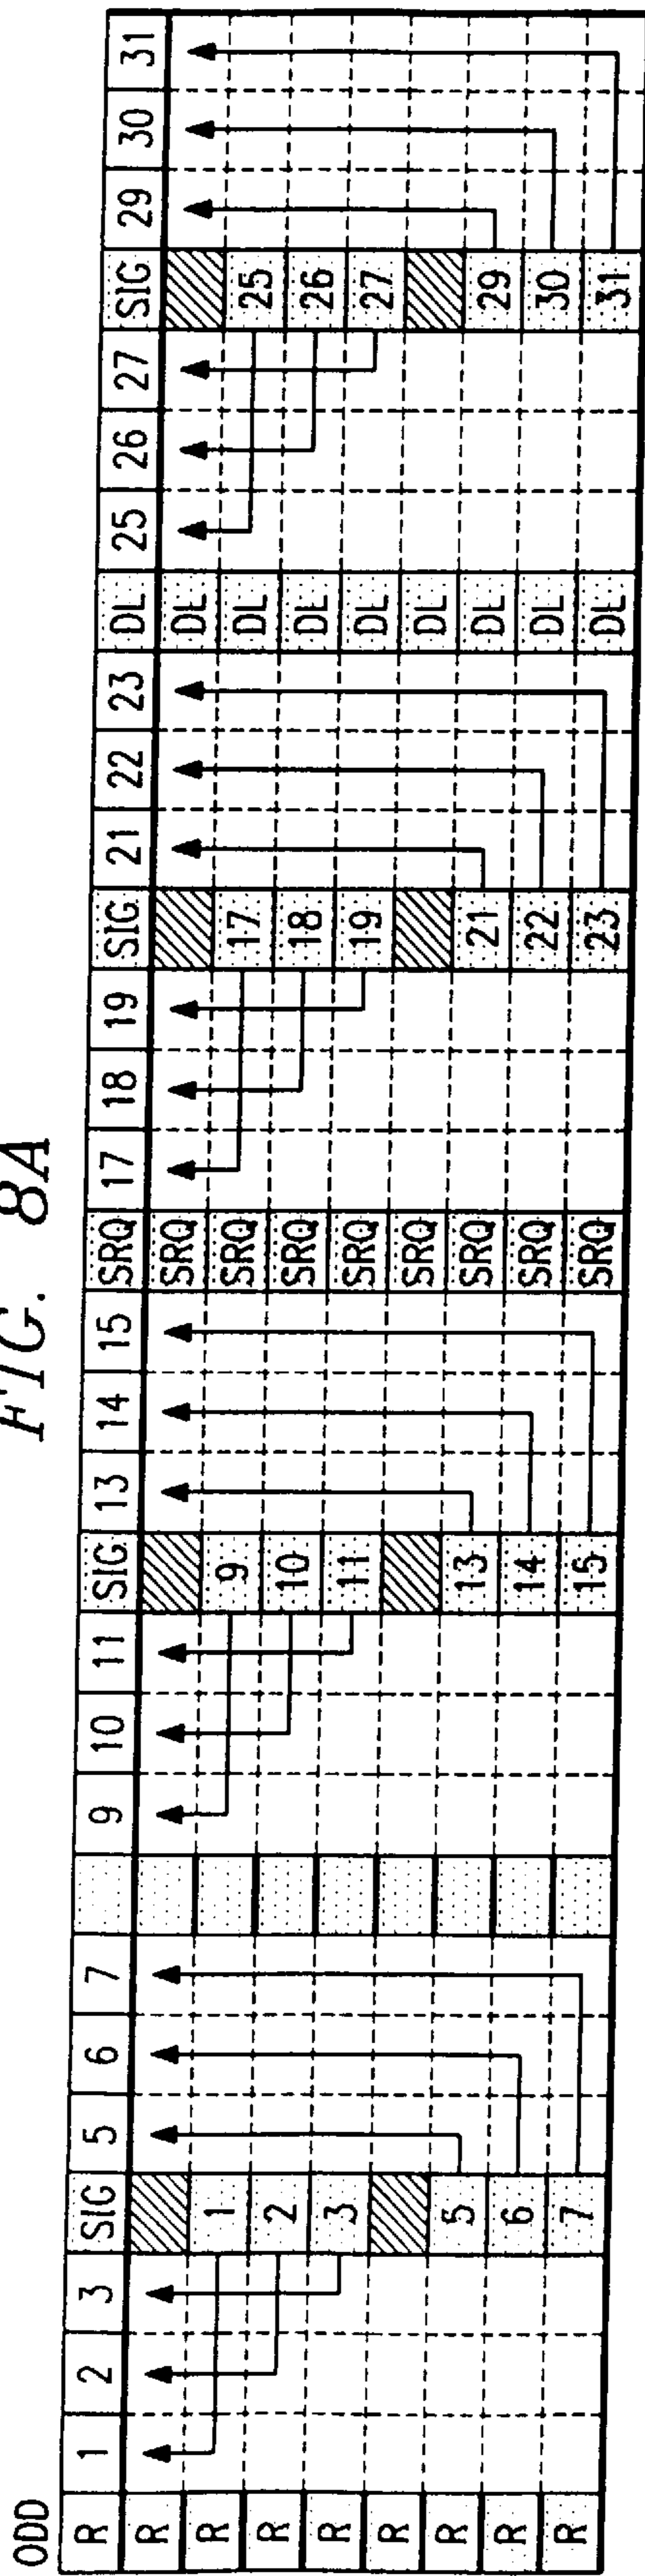 FIG. 8A
ODD
R 1 2 3 SIG 5 6 7 9 10 11 SIG 13 14 15 SRQ 17 18 19 SIG 21 22 23 DL 25 26 27 SIG 29 30 31
R SRQ DL
R 1 9 SRQ 17 DL 25
R 2 10 SRQ 18 DL 26
R 3 11 SRQ 19 DL 27
R SRQ DL
R 5 13 SRQ 21 DL 29
R 6 14 SRQ 22 DL 30
R 7 15 SRQ 23 DL 31